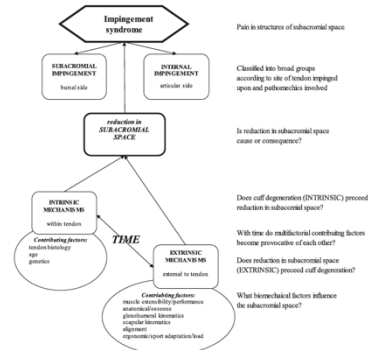 Impingement
syndrome
Pain in structures of subacromial space
SUBACROMIAL
IMPINGEMENT
bursal side
INTERNAL
IMPINGEMENT
articular side
Classified into broad groups
according to site of tendon impinged
upon and pathomechics involved
reduction in
SUBACROMIAL
SPACE
Is reduction in subacromial space
cause or consequence?
INTRINSIC
MECHANISMS
within tendon
Contributing factors:
tendon histology
age
genetics
TIME
EXTRINSIC
MECHANISMS
external to tendon
Contributing factors:
muscle extensibility/performance
anatomical/osseous
glenohumeral kinematics
scapular kinematics
alignment
ergonomic/sport adaptation/load
Does cuff degeneration (INTRINSIC) preceed
reduction in subacomial space?
With time do multifactorial contributing factors
become provocative of each other?
Does reduction in subacromial space
(EXTRINSIC) preceed cuff degereration?
What biomechanical factors influence
the subacromial space?